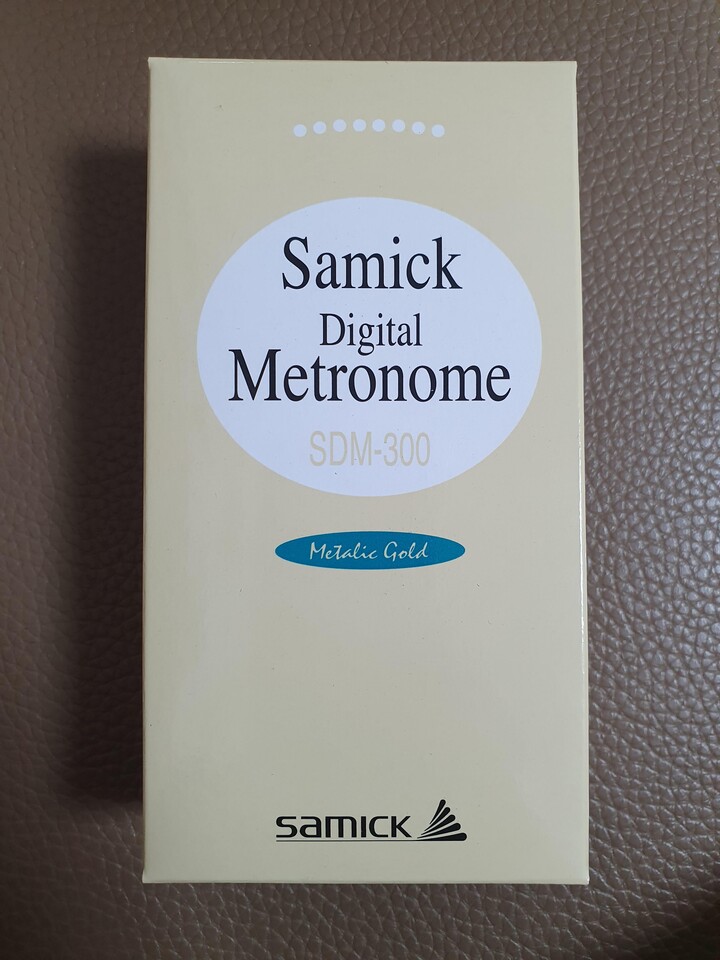 Samick
Digital
Metronome
SDM-300
Metalic Gold
SAMICK